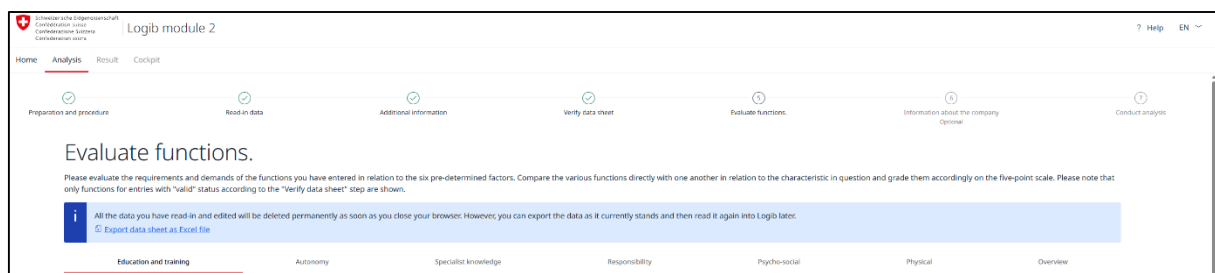 Schweizerische Eidgenossenschaft
Confédération suisse
Confederazione Svizzera
Confederaziun svizra
Logib module 2
? Help EN
Home Analysis Result Cockpit
5 6 7
Preparation and procedure Read-in data Additional information Verify data sheet Evaluate functions. Information about the company Conduct analysis
Optional
Evaluate functions.
Please evaluate the requirements and demands of the functions you have entered in relation to the six pre-determined factors. Compare the various functions directly with one another in relation to the characteristic in question and grade them accordingly on the five-point scale. Please note that
only functions for entries with "valid" status according to the "Verify data sheet" step are shown.
i All the data you have read-in and edited will be deleted permanently as soon as you close your browser. However, you can export the data as it currently stands and then read it again into Logib later.
Export data sheet as Excel file
Education and training Autonomy Specialist knowledge Responsibility Psycho-social Physical Overview